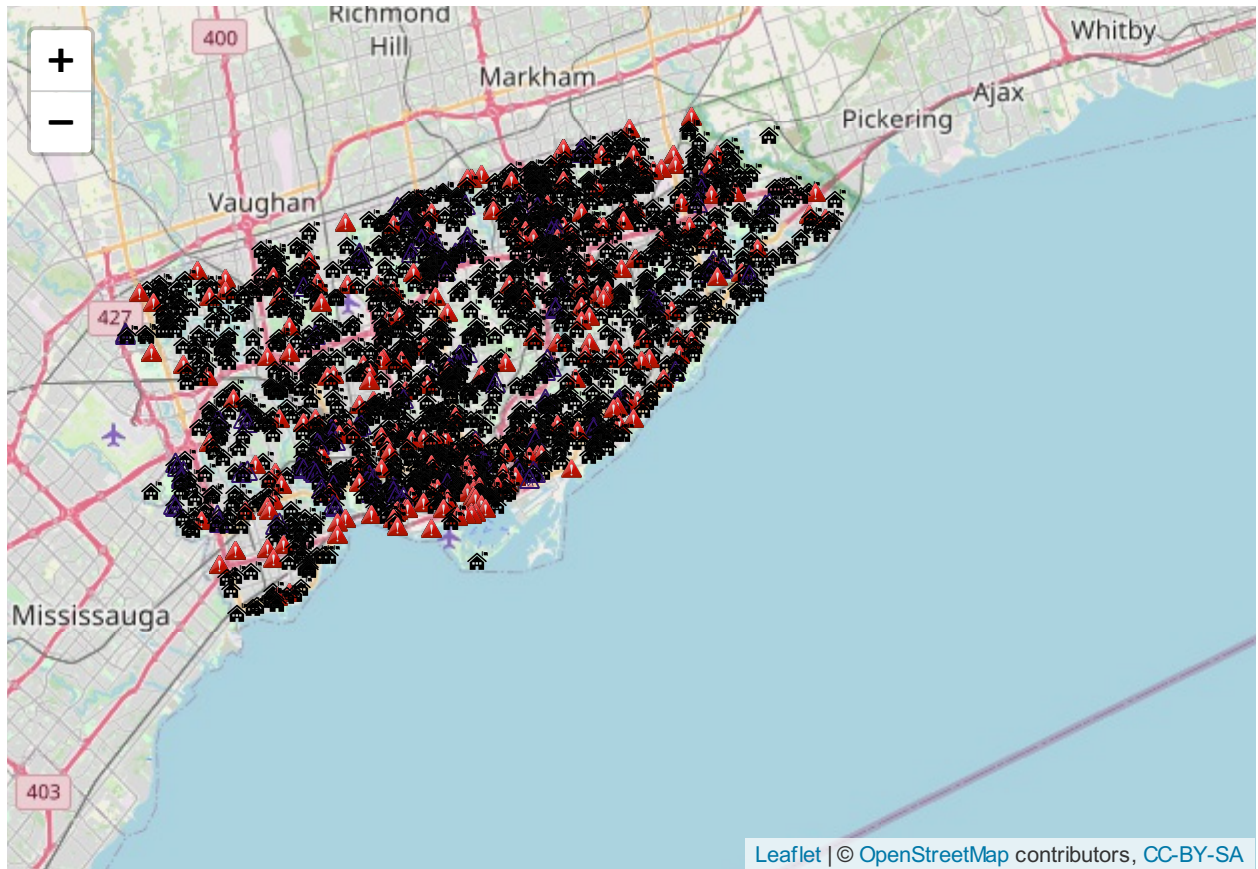 Richmond
Hill
400
Whitby
+
Markham
Ajax
−
Pickering
Vaughan
427
Mississauga
403
Leaflet | © OpenStreetMap contributors, CC-BY-SA